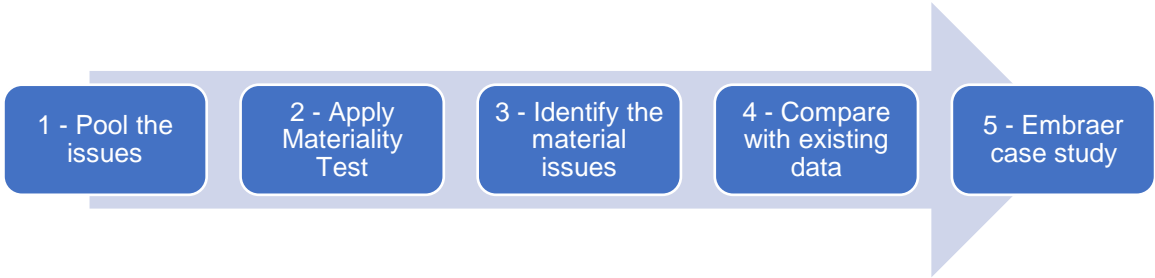 1 - Pool the
issues
2 - Apply
Materiality
Test
3 - Identify the
material
issues
4 - Compare
with existing
data
5 - Embraer
case study